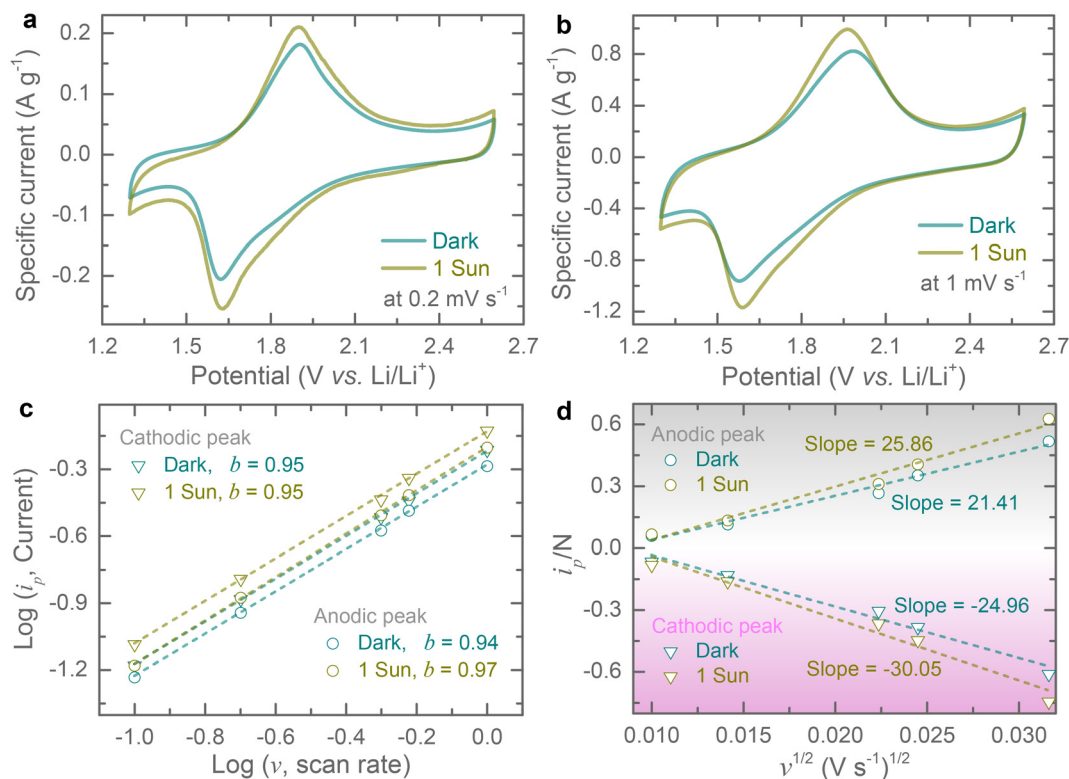 a
0.2
0.1
0.0
-0.1
-0.2
Specific current (A g⁻¹)
Dark
1 Sun
at 0.2 mV s⁻¹
1.2
1.5
1.8
2.1
2.4
2.7
Potential (V vs. Li/Li⁺)
b
0.8
0.4
0.0
-0.4
-0.8
-1.2
Specific current (A g⁻¹)
Dark
1 Sun
at 1 mV s⁻¹
1.2
1.5
1.8
2.1
2.4
2.7
Potential (V vs. Li/Li⁺)
c
-0.3
-0.6
-0.9
-1.2
Log (iₚ, Current)
Cathodic peak
Dark, b = 0.95
1 Sun, b = 0.95
Anodic peak
Dark, b = 0.94
1 Sun, b = 0.97
-1.0
-0.8
-0.6
-0.4
-0.2
0.0
Log (v, scan rate)
d
0.6
0.3
0.0
-0.3
-0.6
iₚ/N
Anodic peak
Dark
1 Sun
Slope = 25.86
Slope = 21.41
Cathodic peak
Dark
1 Sun
Slope = -24.96
Slope = -30.05
0.010
0.015
0.020
0.025
0.030
v¹ᐟ² (V s⁻¹)¹ᐟ²